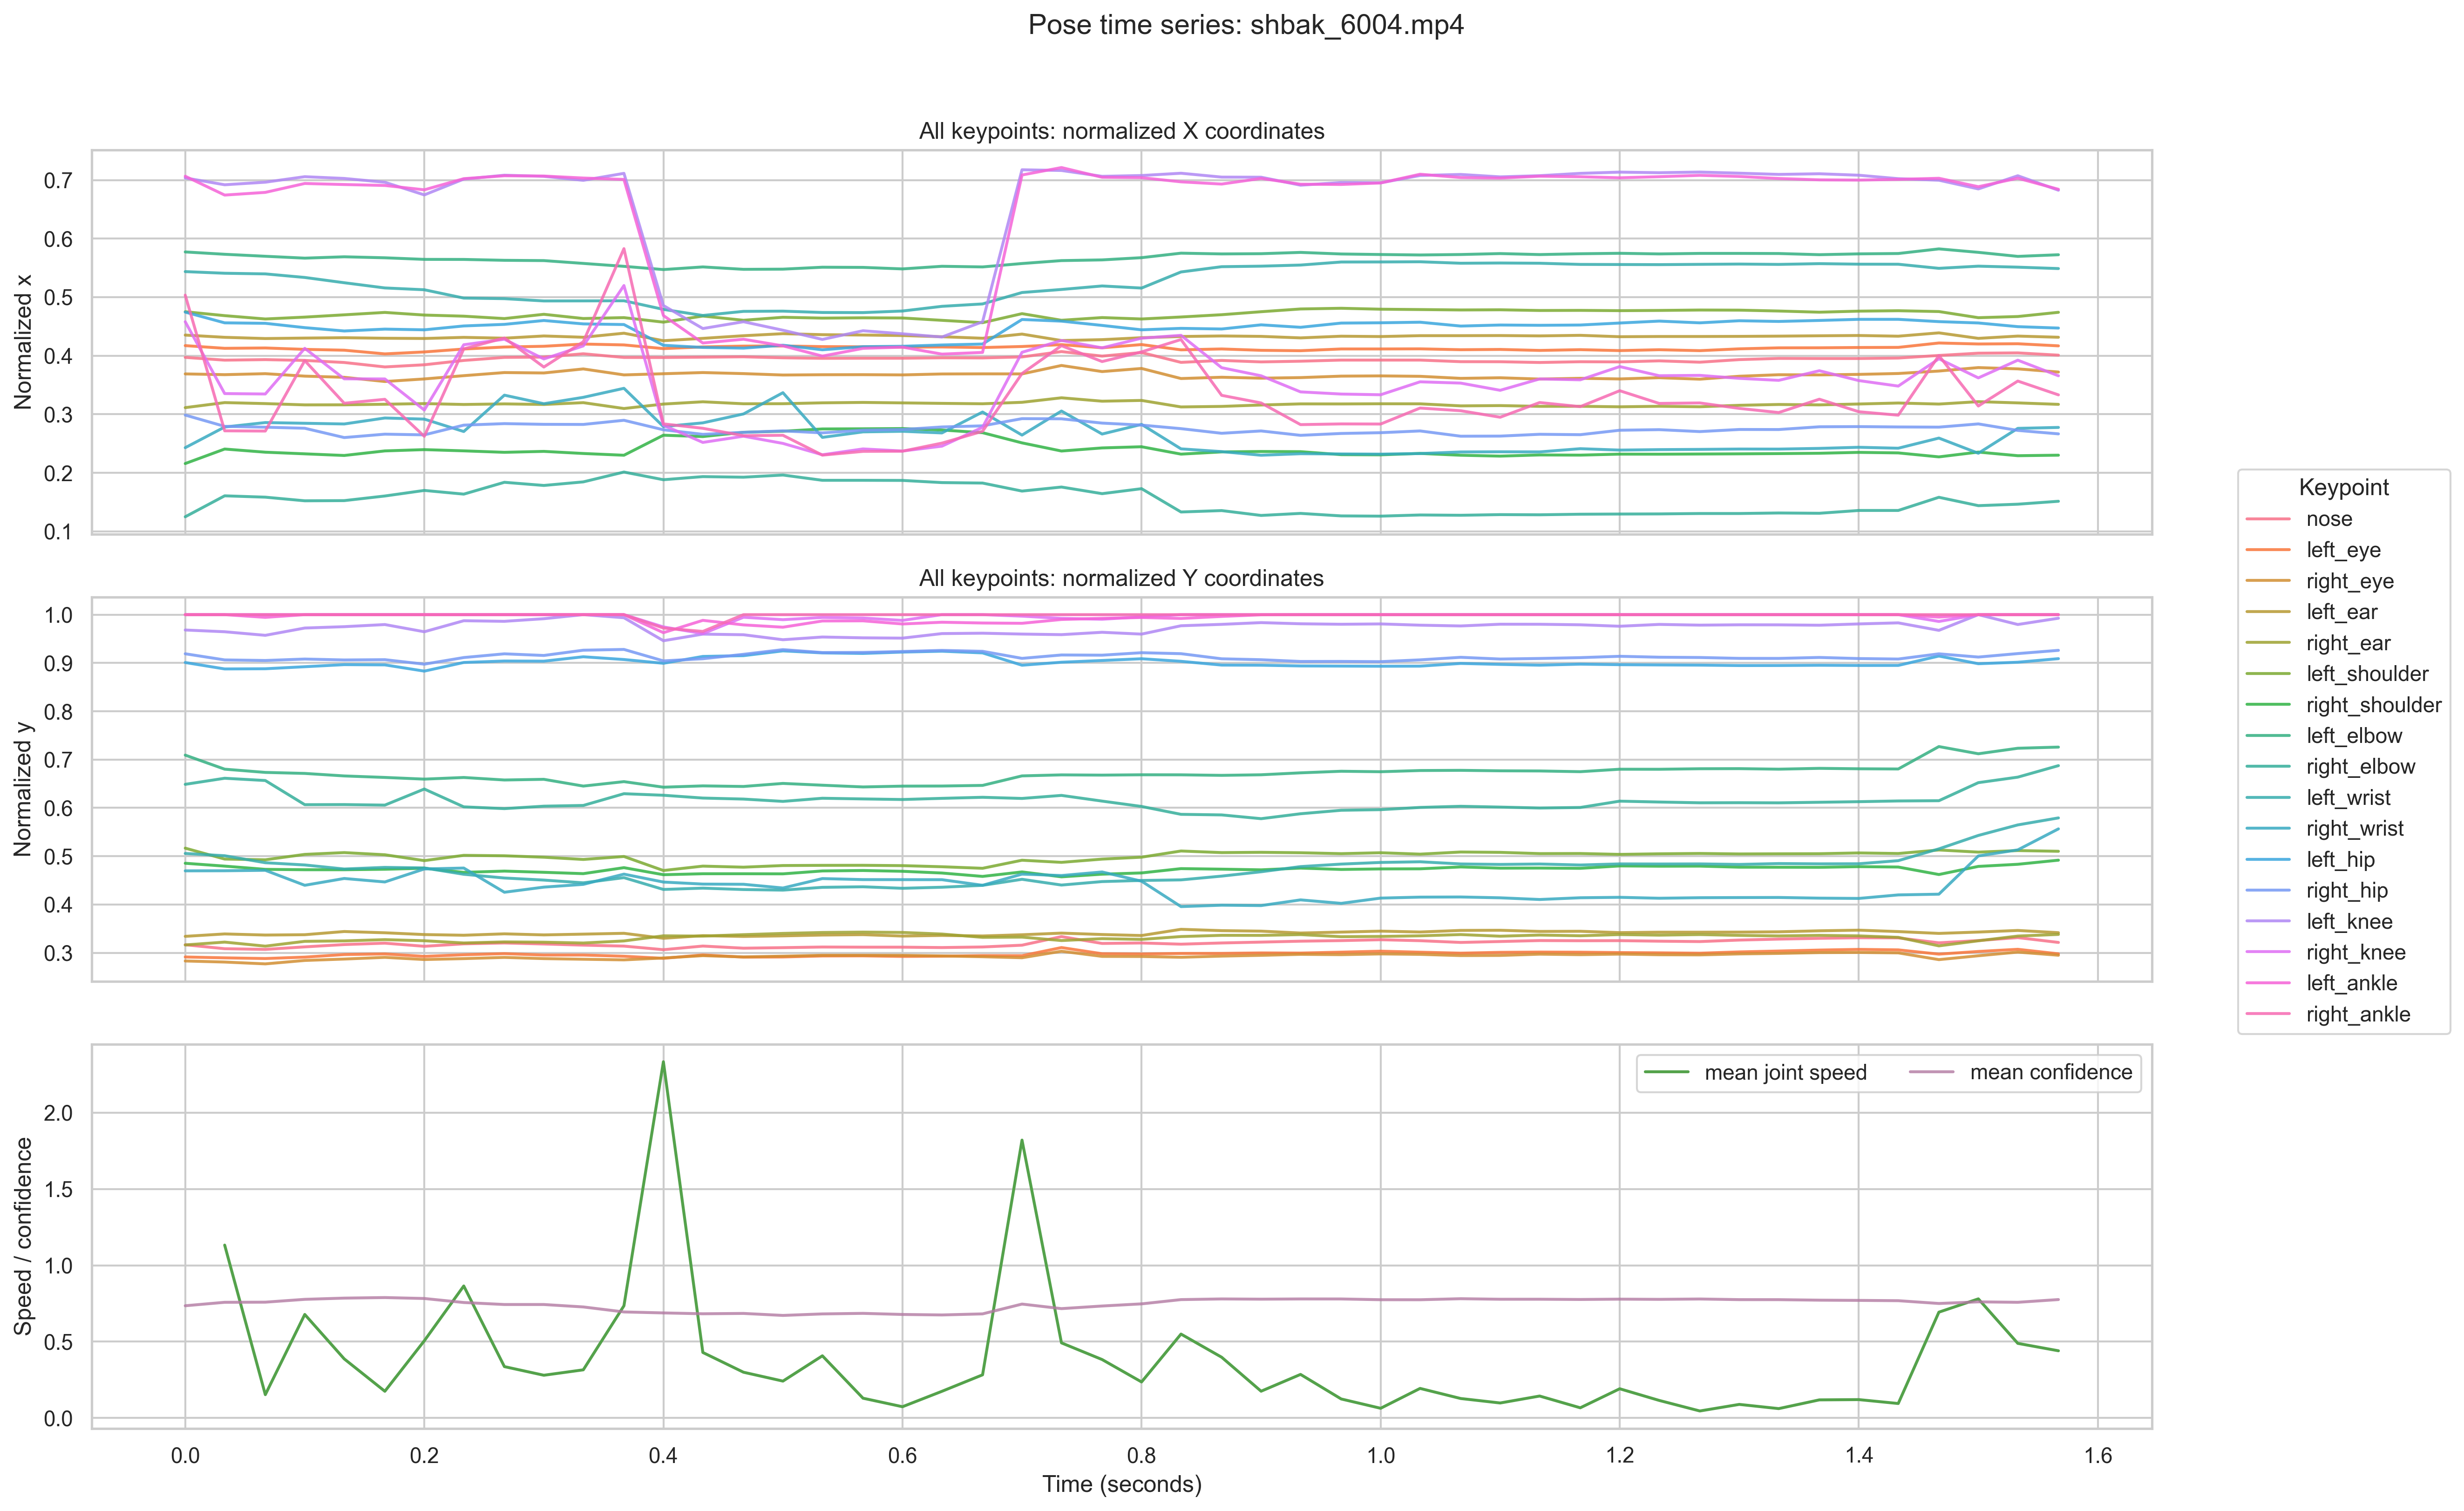 Pose time series: shbak_6004.mp4
All keypoints: normalized X coordinates
Normalized x
0.7
0.6
0.5
0.4
0.3
0.2
0.1
All keypoints: normalized Y coordinates
Normalized y
1.0
0.9
0.8
0.7
0.6
0.5
0.4
0.3
Keypoint
nose
left_eye
right_eye
left_ear
right_ear
left_shoulder
right_shoulder
left_elbow
right_elbow
left_wrist
right_wrist
left_hip
right_hip
left_knee
right_knee
left_ankle
right_ankle
mean joint speed mean confidence
Speed / confidence
2.0
1.5
1.0
0.5
0.0
0.0 0.2 0.4 0.6 0.8 1.0 1.2 1.4 1.6
Time (seconds)